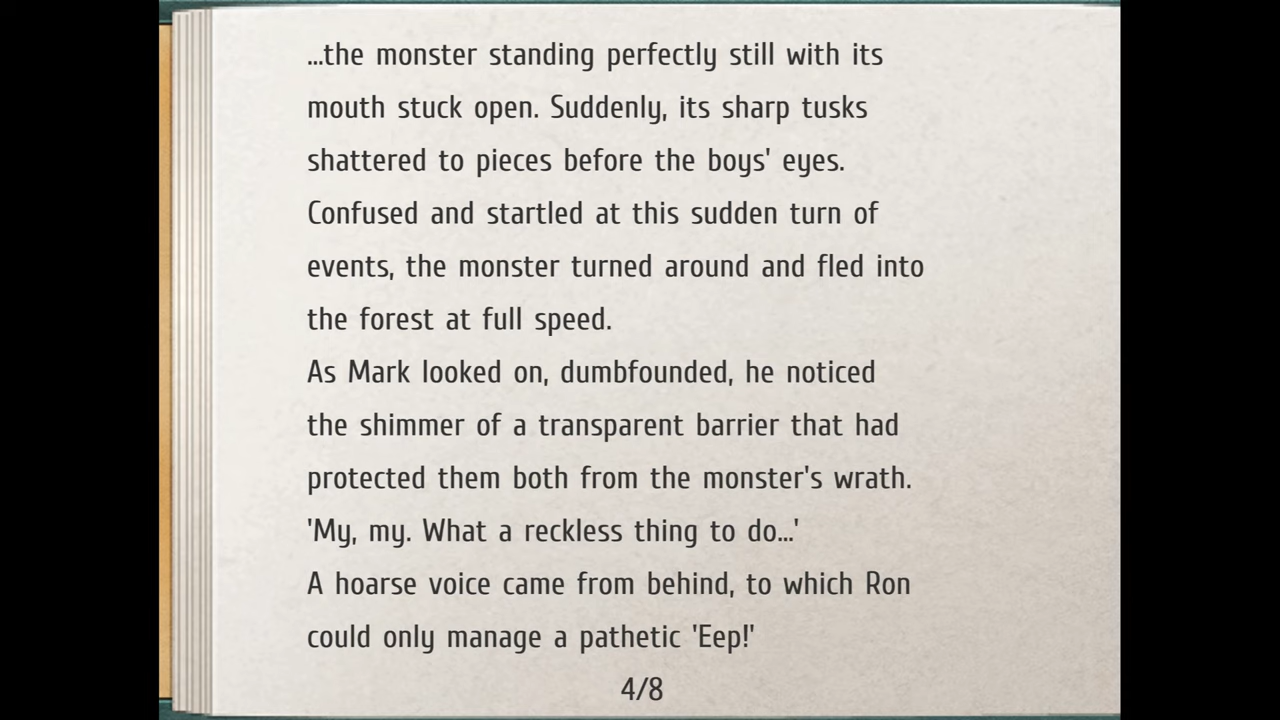 ...the monster standing perfectly still with its
mouth stuck open. Suddenly, its sharp tusks
shattered to pieces before the boys' eyes.
Confused and startled at this sudden turn of
events, the monster turned around and fled into
the forest at full speed.
As Mark looked on, dumbfounded, he noticed
the shimmer of a transparent barrier that had
protected them both from the monster's wrath.
'My, my. What a reckless thing to do...'
A hoarse voice came from behind, to which Ron
could only manage a pathetic 'Eep!'
4/8